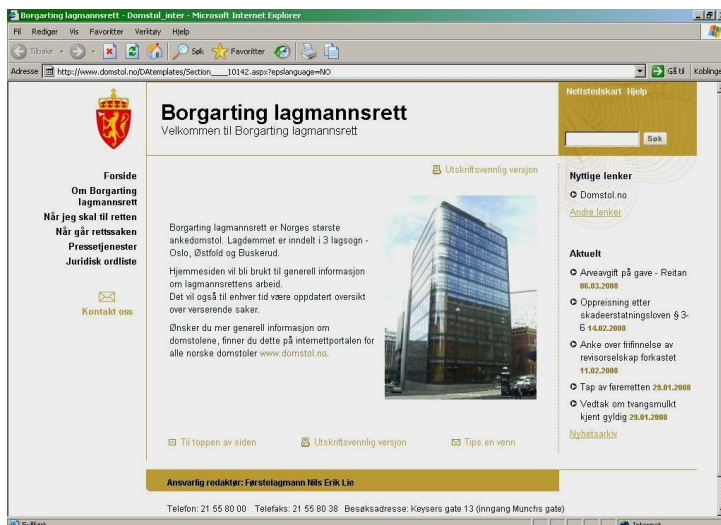 Borgarting lagmannsrett - Domstol_inter - Microsoft Internet Explorer
Fil Rediger Vis Favoritter Verktøy Hjelp
Tilbake Søk Favoritter
Adresse http://www.domstol.no/DAtemplates/Section____10142.aspx?epslanguage=NO Gå til Koblinger
Borgarting lagmannsrett
Velkommen til Borgarting lagmannsrett
Nettstedskart Hjelp
Søk
Forside
Om Borgarting
lagmannsrett
Når jeg skal til retten
Når går rettssaken
Pressetjenester
Juridisk ordliste
Kontakt oss
Utskriftsvennlig versjon
Borgarting lagmannsrett er Norges største
ankedomstol. Lagdømmet er inndelt i 3 lagsogn -
Oslo, Østfold og Buskerud.
Hjemmesiden vil bli brukt til generell informasjon
om lagmannsrettens arbeid.
Det vil også til enhver tid være oppdatert oversikt
over verserende saker.
Ønsker du mer generell informasjon om
domstolene, finner du dette på internettportalen for
alle norske domstoler www.domstol.no.
Til toppen av siden Utskriftsvennlig versjon Tips en venn
Nyttige lenker
Domstol.no
Andre lenker
Aktuelt
Arveavgift på gave - Reitan
06.03.2008
Oppreisning etter
skadeerstatningsloven § 3-
6 14.02.2008
Anke over frifinnelse av
revisorselskap forkastet
11.02.2008
Tap av førerretten 29.01.2008
Vedtak om tvangsmulkt
kjent gyldig 29.01.2008
Nyhetsarkiv
Ansvarlig redaktør: Førstelagmann Nils Erik Lie
Telefon: 21 55 80 00 Telefaks: 21 55 80 38 Besøksadresse: Keysers gate 13 (inngang Munchs gate)